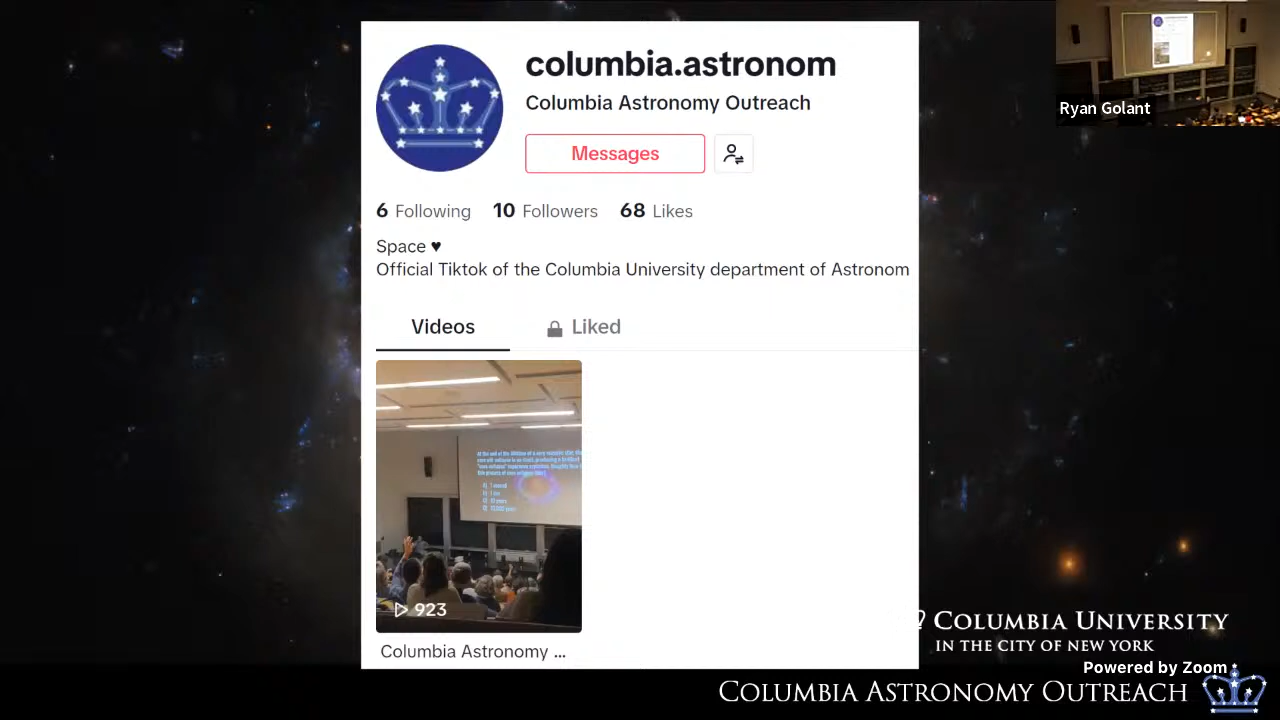 columbia.astronom
Columbia Astronomy Outreach
Messages
6 Following 10 Followers 68 Likes
Space ♥
Official Tiktok of the Columbia University department of Astronom
Videos
Liked
923
Columbia Astronomy ...
Ryan Golant
COLUMBIA UNIVERSITY
IN THE CITY OF NEW YORK
Powered by Zoom
COLUMBIA ASTRONOMY OUTREACH